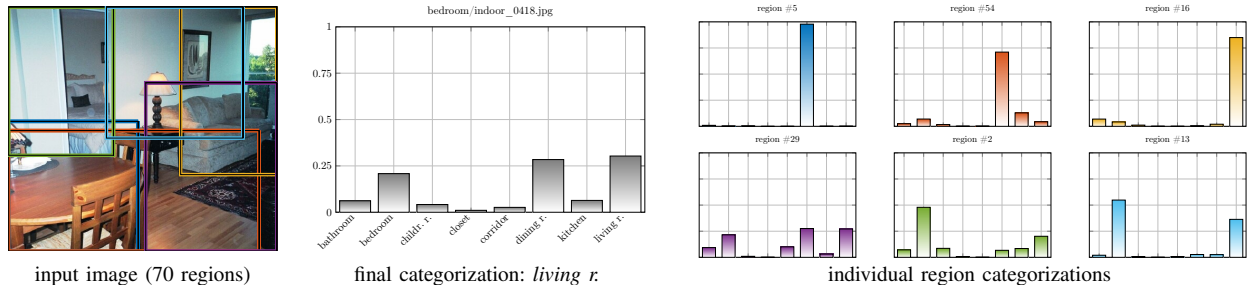 bedroom/indoor_0418.jpg
1
0.75
0.5
0.25
0
bathroom
bedroom
childr. r.
closet
corridor
dining r.
kitchen
living r.
region #5
region #54
region #16
region #29
region #2
region #13
input image (70 regions)
final categorization: living r.
individual region categorizations